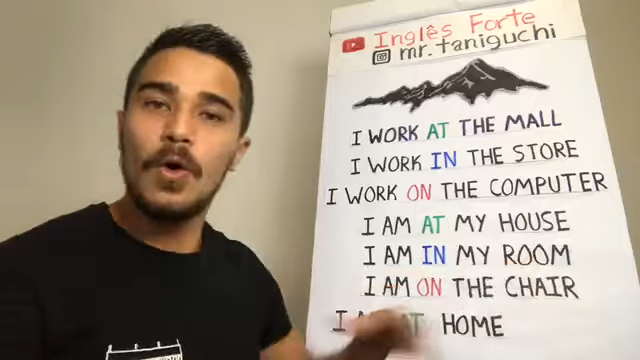 Inglês Forte
mr.taniguchi
I WORK AT THE MALL
I WORK IN THE STORE
I WORK ON THE COMPUTER
I AM AT MY HOUSE
I AM IN MY ROOM
I AM ON THE CHAIR
I AT HOME